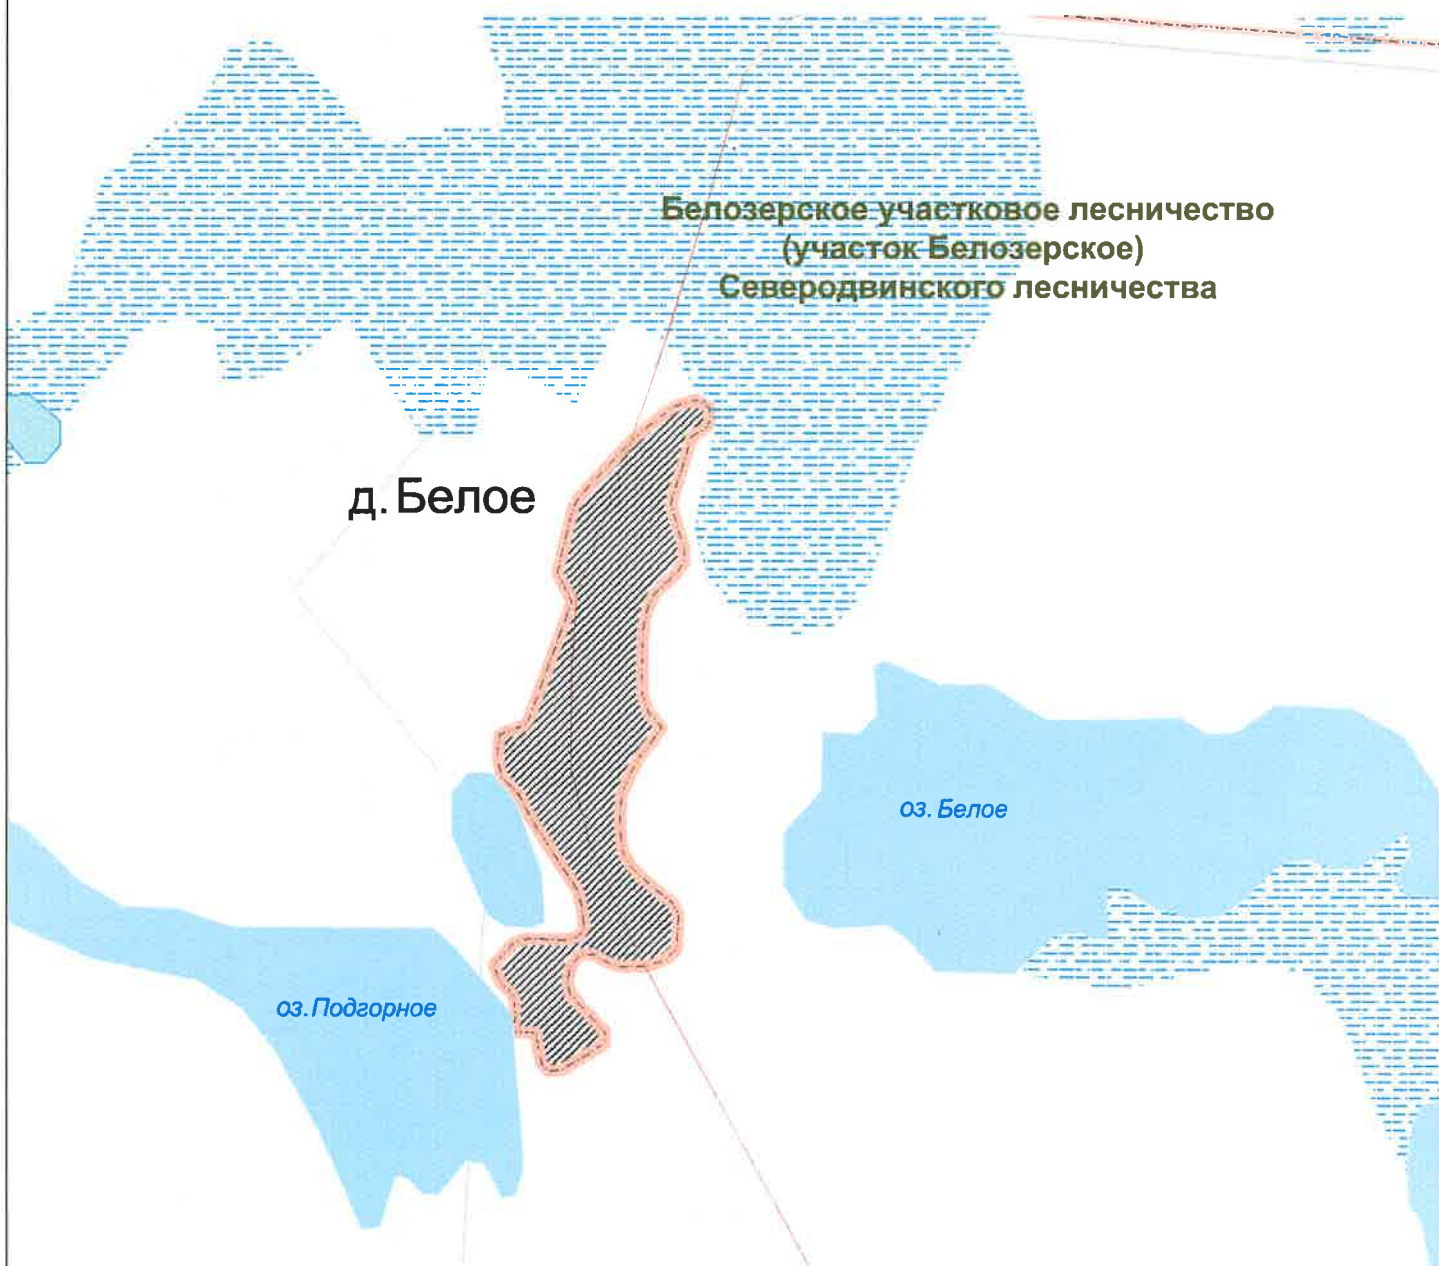 Белозерское участковое лесничество
(участок Белозерское)
Северодвинского лесничества
д. Белое
оз. Белое
оз. Подгорное